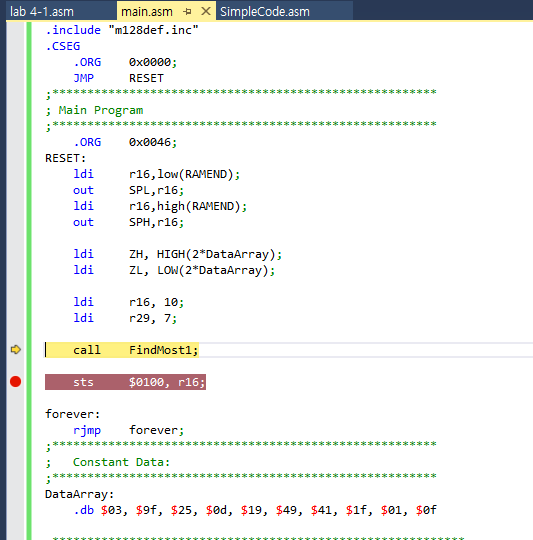 lab 4-1.asm main.asm SimpleCode.asm
.include "m128def.inc"
.CSEG
.ORG 0x0000;
JMP RESET
;********************************************************
; Main Program
;********************************************************
.ORG 0x0046;
RESET:
ldi r16,low(RAMEND);
out SPL,r16;
ldi r16,high(RAMEND);
out SPH,r16;
ldi ZH, HIGH(2*DataArray);
ldi ZL, LOW(2*DataArray);
ldi r16, 10;
ldi r29, 7;
call FindMost1;
sts $0100, r16;
forever:
rjmp forever;
;********************************************************
; Constant Data:
;********************************************************
DataArray:
.db $03, $9f, $25, $0d, $19, $49, $41, $1f, $01, $0f
;************************************************************